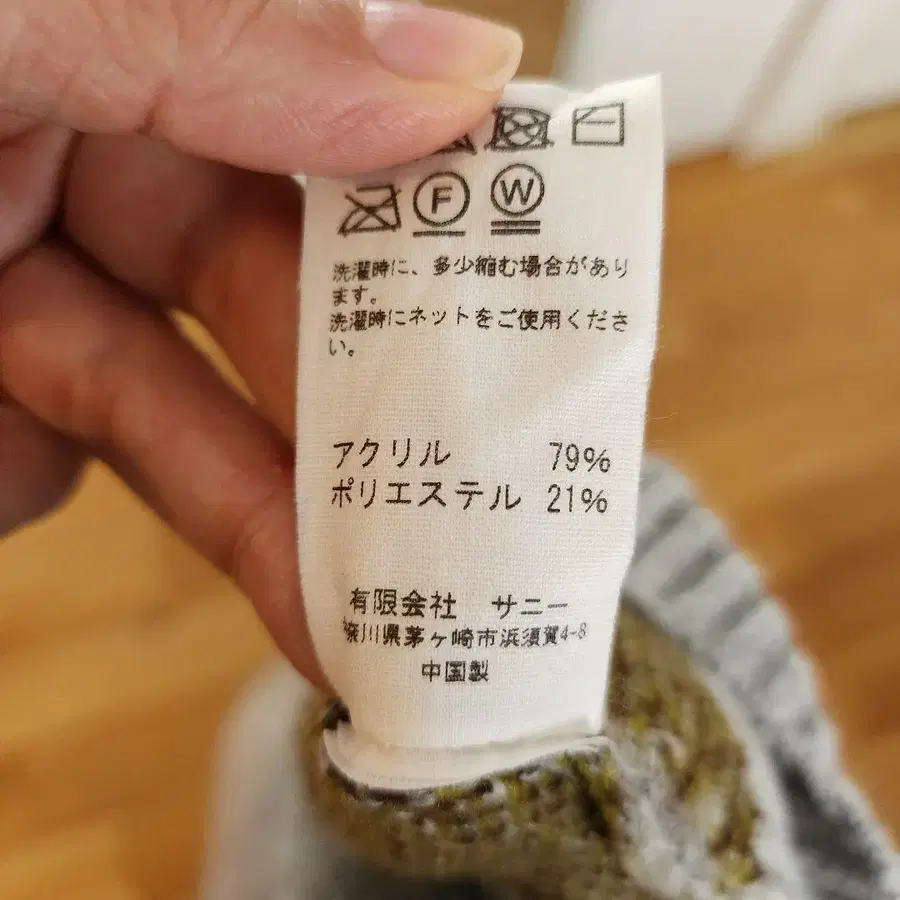 F W
洗濯時に、多少縮む場合があり
ます。
洗濯時にネットをご使用くださ
い。
アクリル 79%
ポリエステル 21%
有限会社 サニー
奈川県茅ヶ崎市浜須賀4-8
中国製